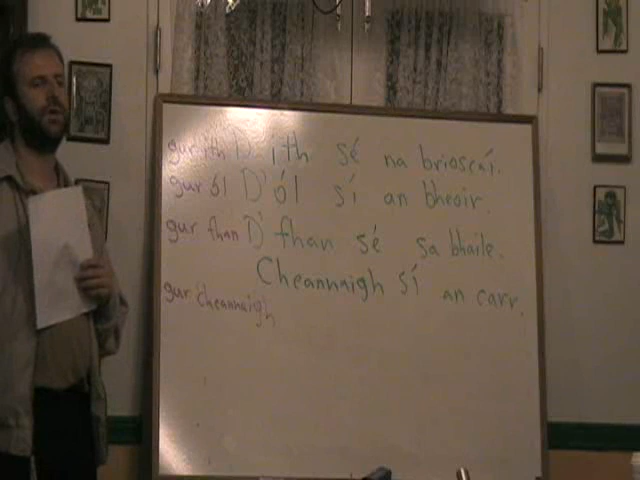 gur ith D'ith sé na brioscaí.
gur ól D'ól sí an bheoir.
gur fhan D'fhan sé sa bhaile.
Cheannaigh sí an carr.
gur cheannaigh